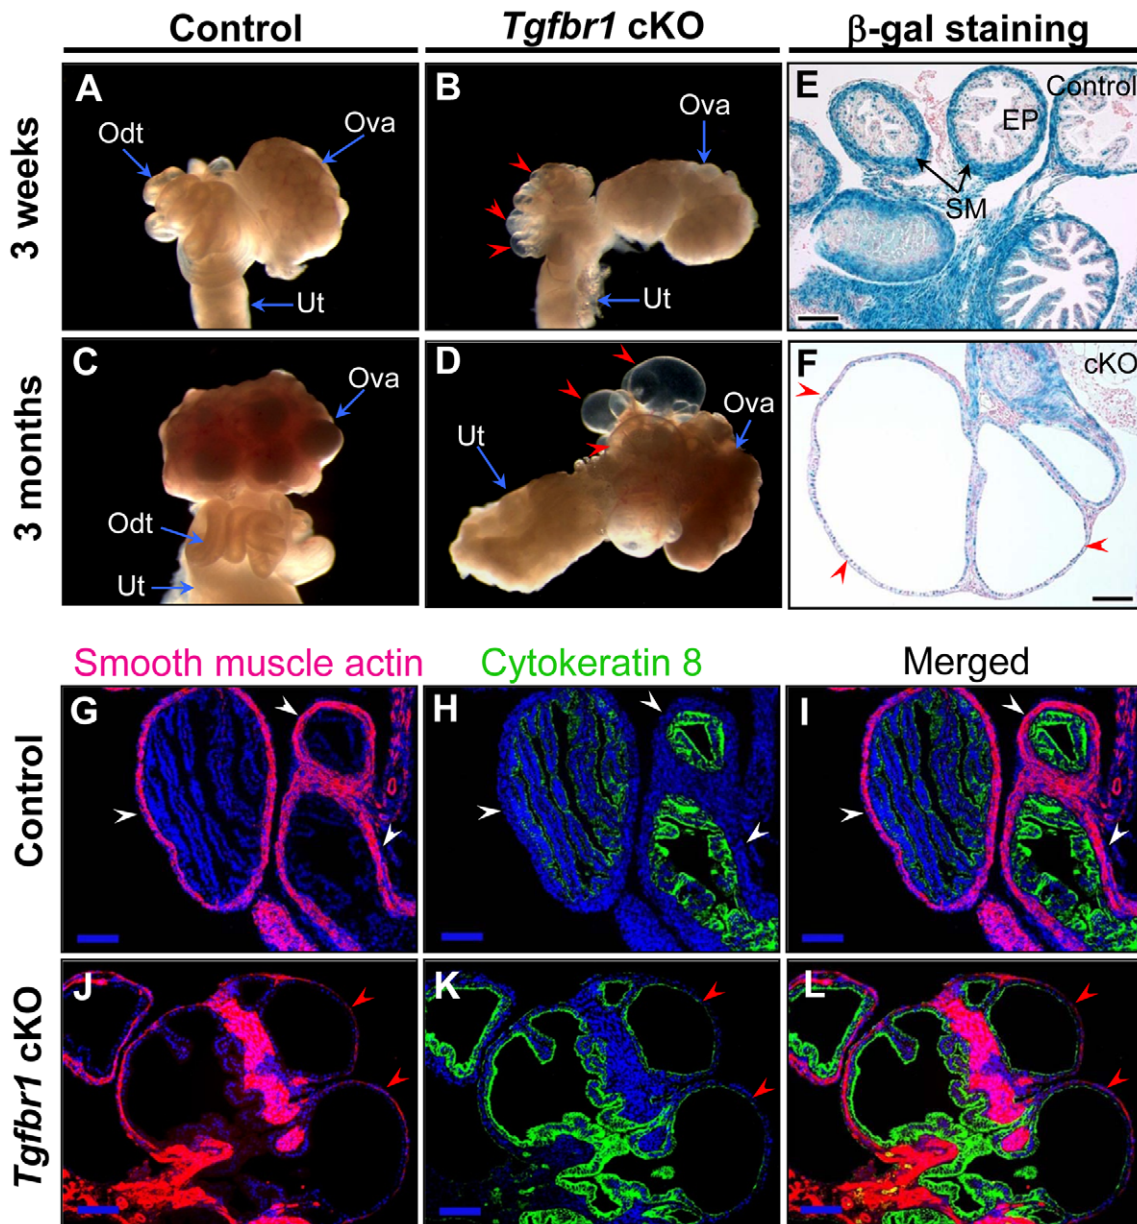 Control
Tgfbr1 cKO
β-gal staining
3 weeks
A
Odt
Ova
Ut
B
Ova
Ut
E
Control
EP
SM
3 months
C
Ova
Odt
Ut
D
Ut
Ova
F
cKO
Smooth muscle actin
Cytokeratin 8
Merged
Control
G
H
I
Tgfbr1 cKO
J
K
L